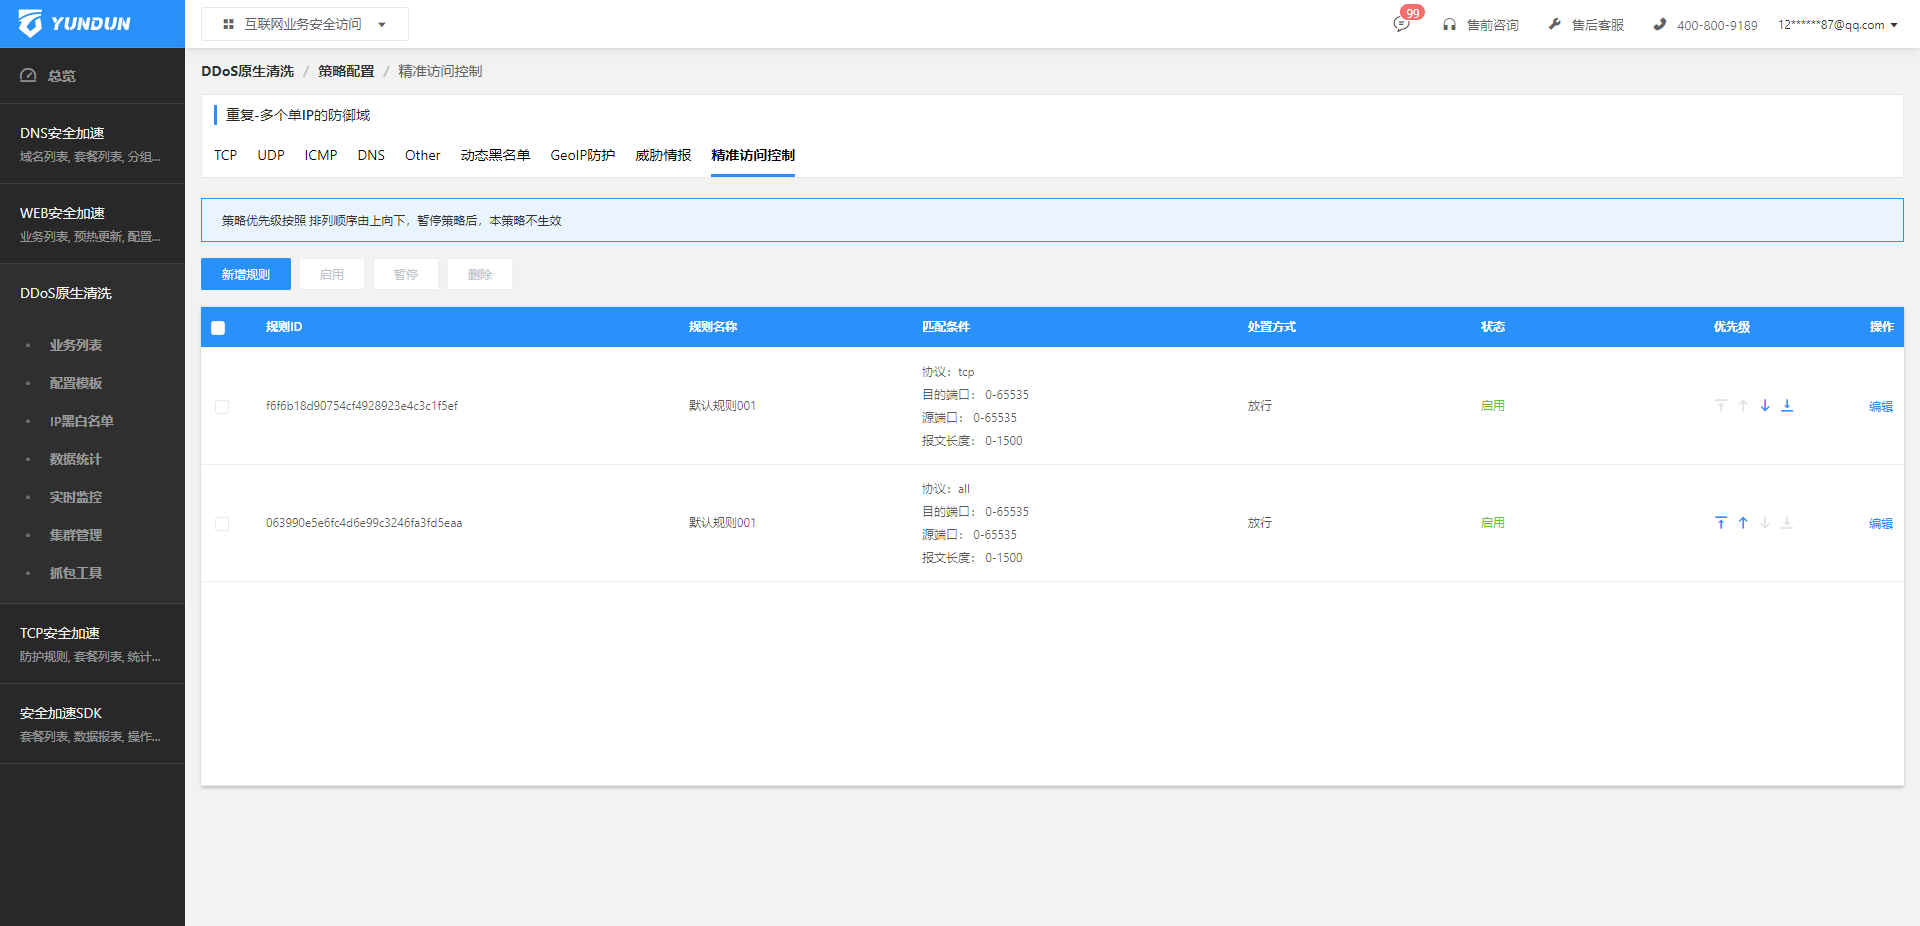 YUNDUN
互联网业务安全访问
99
售前咨询
售后客服
400-800-9189
12******87@qq.com
总览
DNS安全加速
域名列表, 套餐列表, 分组...
WEB安全加速
业务列表, 预热更新, 配置...
DDoS原生清洗
业务列表
配置模板
IP黑白名单
数据统计
实时监控
集群管理
抓包工具
TCP安全加速
防护规则, 套餐列表, 统计...
安全加速SDK
套餐列表, 数据报表, 操作...
DDoS原生清洗 / 策略配置 / 精准访问控制
重复-多个单IP的防御域
TCP UDP ICMP DNS Other 动态黑名单 GeoIP防护 威胁情报 精准访问控制
策略优先级按照 排列顺序由上向下，暂停策略后，本策略不生效
新增规则 启用 暂停 删除
规则ID 规则名称 匹配条件 处置方式 状态 优先级 操作
f6f6b18d90754cf4928923e4c3c1f5ef 默认规则001
协议：tcp
目的端口： 0-65535
源端口： 0-65535
报文长度： 0-1500
放行 启用 编辑
063990e5e6fc4d6e99c3246fa3fd5eaa 默认规则001
协议：all
目的端口： 0-65535
源端口： 0-65535
报文长度： 0-1500
放行 启用 编辑